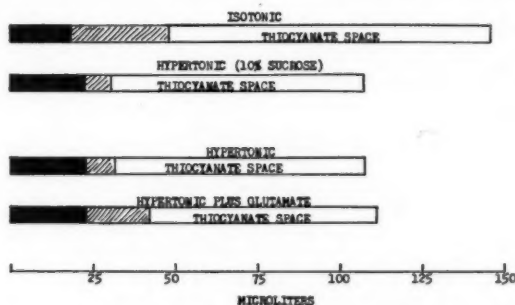 ISOTONIC
THIOCYANATE SPACE
HYPERTONIC (10% SUCROSE)
THIOCYANATE SPACE
HYPERTONIC
THIOCYANATE SPACE
HYPERTONIC PLUS GLUTAMATE
THIOCYANATE SPACE
25 50 75 100 125 150
MICROLITERS